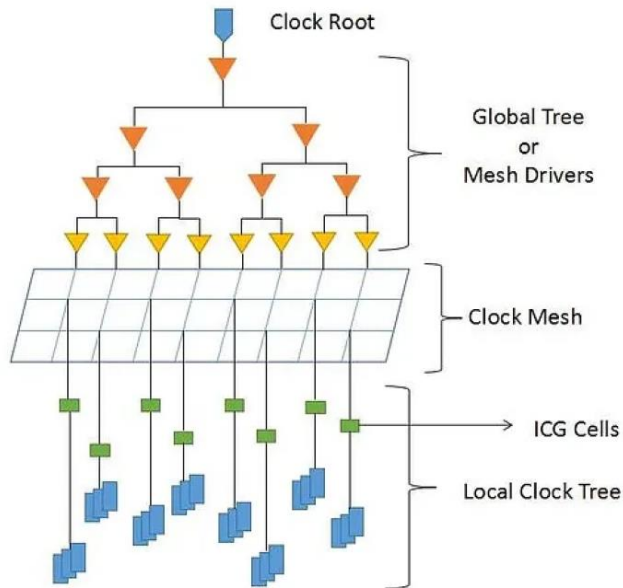 Clock Root
Global Tree
or
Mesh Drivers
Clock Mesh
ICG Cells
Local Clock Tree